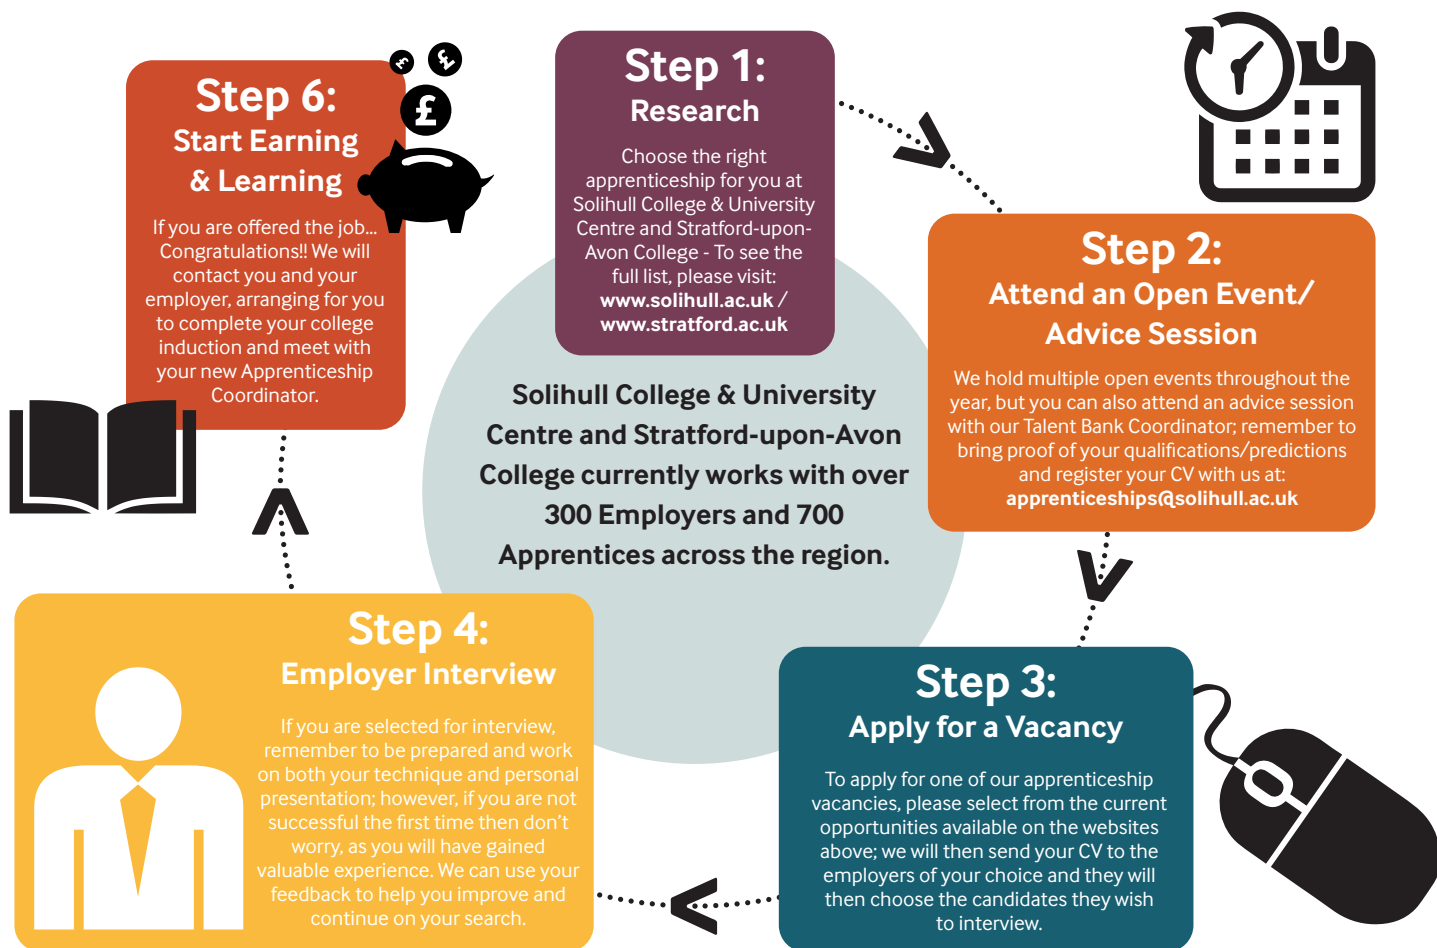 Step 1:
Research
Choose the right
apprenticeship for you at
Solihull College & University
Centre and Stratford-upon-
Avon College - To see the
full list, please visit:
www.solihull.ac.uk /
www.stratford.ac.uk
Step 2:
Attend an Open Event/
Advice Session
We hold multiple open events throughout the
year, but you can also attend an advice session
with our Talent Bank Coordinator; remember to
bring proof of your qualifications/predictions
and register your CV with us at:
apprenticeships@solihull.ac.uk
Step 3:
Apply for a Vacancy
To apply for one of our apprenticeship
vacancies, please select from the current
opportunities available on the websites
above; we will then send your CV to the
employers of your choice and they will
then choose the candidates they wish
to interview.
Step 4:
Employer Interview
If you are selected for interview,
remember to be prepared and work
on both your technique and personal
presentation; however, if you are not
successful the first time then don't
worry, as you will have gained
valuable experience. We can use your
feedback to help you improve and
continue on your search.
Step 6:
Start Earning
& Learning
If you are offered the job...
Congratulations!! We will
contact you and your
employer, arranging for you
to complete your college
induction and meet with
your new Apprenticeship
Coordinator.
£
£
£
Solihull College & University
Centre and Stratford-upon-Avon
College currently works with over
300 Employers and 700
Apprentices across the region.